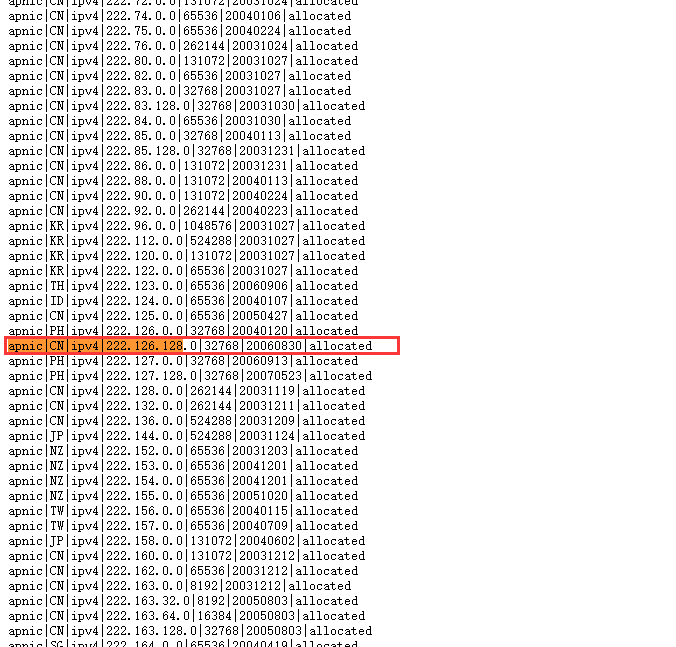 apnic|CN|ipv4|222.72.0.0|131072|20031024|allocated
apnic|CN|ipv4|222.74.0.0|65536|20040106|allocated
apnic|CN|ipv4|222.75.0.0|65536|20040224|allocated
apnic|CN|ipv4|222.76.0.0|262144|20031024|allocated
apnic|CN|ipv4|222.80.0.0|131072|20031027|allocated
apnic|CN|ipv4|222.82.0.0|65536|20031027|allocated
apnic|CN|ipv4|222.83.0.0|32768|20031027|allocated
apnic|CN|ipv4|222.83.128.0|32768|20031030|allocated
apnic|CN|ipv4|222.84.0.0|65536|20031030|allocated
apnic|CN|ipv4|222.85.0.0|32768|20040113|allocated
apnic|CN|ipv4|222.85.128.0|32768|20031231|allocated
apnic|CN|ipv4|222.86.0.0|131072|20031231|allocated
apnic|CN|ipv4|222.88.0.0|131072|20040113|allocated
apnic|CN|ipv4|222.90.0.0|131072|20040224|allocated
apnic|CN|ipv4|222.92.0.0|262144|20040223|allocated
apnic|KR|ipv4|222.96.0.0|1048576|20031027|allocated
apnic|KR|ipv4|222.112.0.0|524288|20031027|allocated
apnic|KR|ipv4|222.120.0.0|131072|20031027|allocated
apnic|KR|ipv4|222.122.0.0|65536|20031027|allocated
apnic|TH|ipv4|222.123.0.0|65536|20060906|allocated
apnic|ID|ipv4|222.124.0.0|65536|20040107|allocated
apnic|CN|ipv4|222.125.0.0|65536|20050427|allocated
apnic|PH|ipv4|222.126.0.0|32768|20040120|allocated
apnic|CN|ipv4|222.126.128.0|32768|20060830|allocated
apnic|PH|ipv4|222.127.0.0|32768|20060913|allocated
apnic|PH|ipv4|222.127.128.0|32768|20070523|allocated
apnic|CN|ipv4|222.128.0.0|262144|20031119|allocated
apnic|CN|ipv4|222.132.0.0|262144|20031211|allocated
apnic|CN|ipv4|222.136.0.0|524288|20031209|allocated
apnic|JP|ipv4|222.144.0.0|524288|20031124|allocated
apnic|NZ|ipv4|222.152.0.0|65536|20031203|allocated
apnic|NZ|ipv4|222.153.0.0|65536|20041201|allocated
apnic|NZ|ipv4|222.154.0.0|65536|20041201|allocated
apnic|NZ|ipv4|222.155.0.0|65536|20051020|allocated
apnic|TW|ipv4|222.156.0.0|65536|20040115|allocated
apnic|TW|ipv4|222.157.0.0|65536|20040709|allocated
apnic|JP|ipv4|222.158.0.0|131072|20040602|allocated
apnic|CN|ipv4|222.160.0.0|131072|20031212|allocated
apnic|CN|ipv4|222.162.0.0|65536|20031212|allocated
apnic|CN|ipv4|222.163.0.0|8192|20031212|allocated
apnic|CN|ipv4|222.163.32.0|8192|20050803|allocated
apnic|CN|ipv4|222.163.64.0|16384|20050803|allocated
apnic|CN|ipv4|222.163.128.0|32768|20050803|allocated
apnic|SG|ipv4|222.164.0.0|65536|20040419|allocated